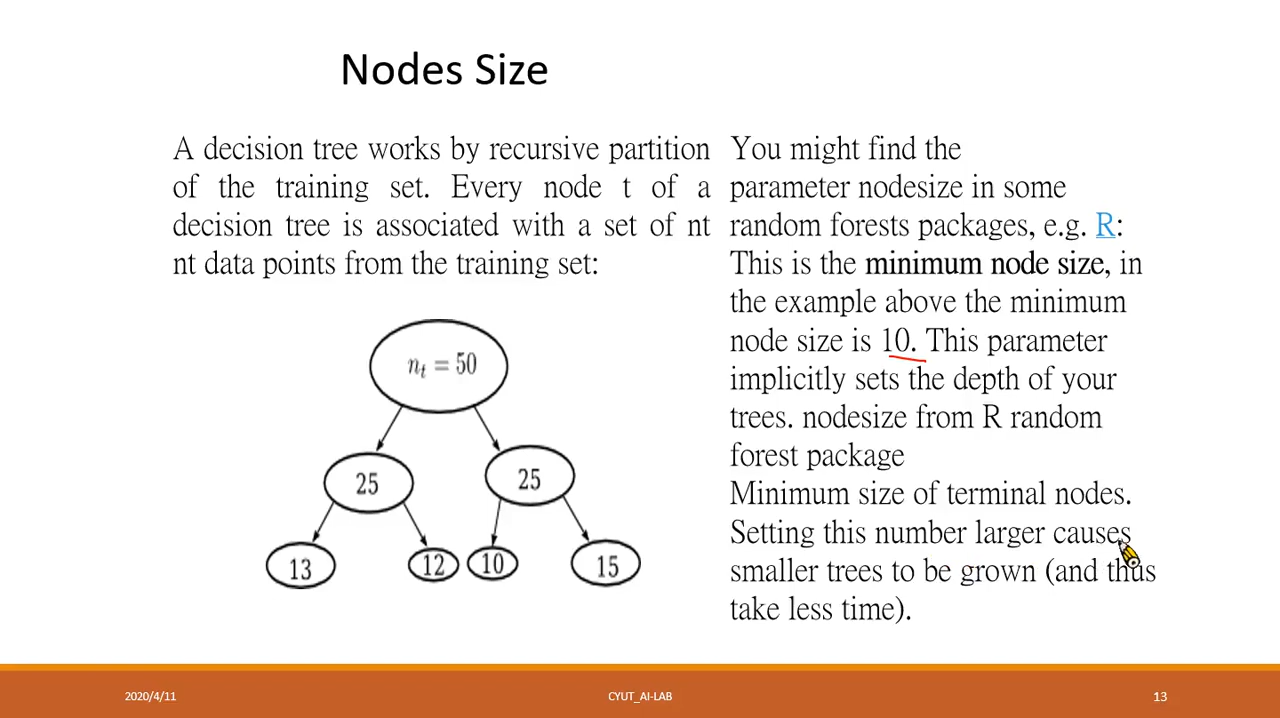 Nodes Size
A decision tree works by recursive partition
of the training set. Every node t of a
decision tree is associated with a set of nt
nt data points from the training set:
n_t = 50
25
25
13
12
10
15
You might find the
parameter nodesize in some
random forests packages, e.g. R:
This is the minimum node size, in
the example above the minimum
node size is 10. This parameter
implicitly sets the depth of your
trees. nodesize from R random
forest package
Minimum size of terminal nodes.
Setting this number larger causes
smaller trees to be grown (and thus
take less time).
2020/4/11
CYUT_AI-LAB
13